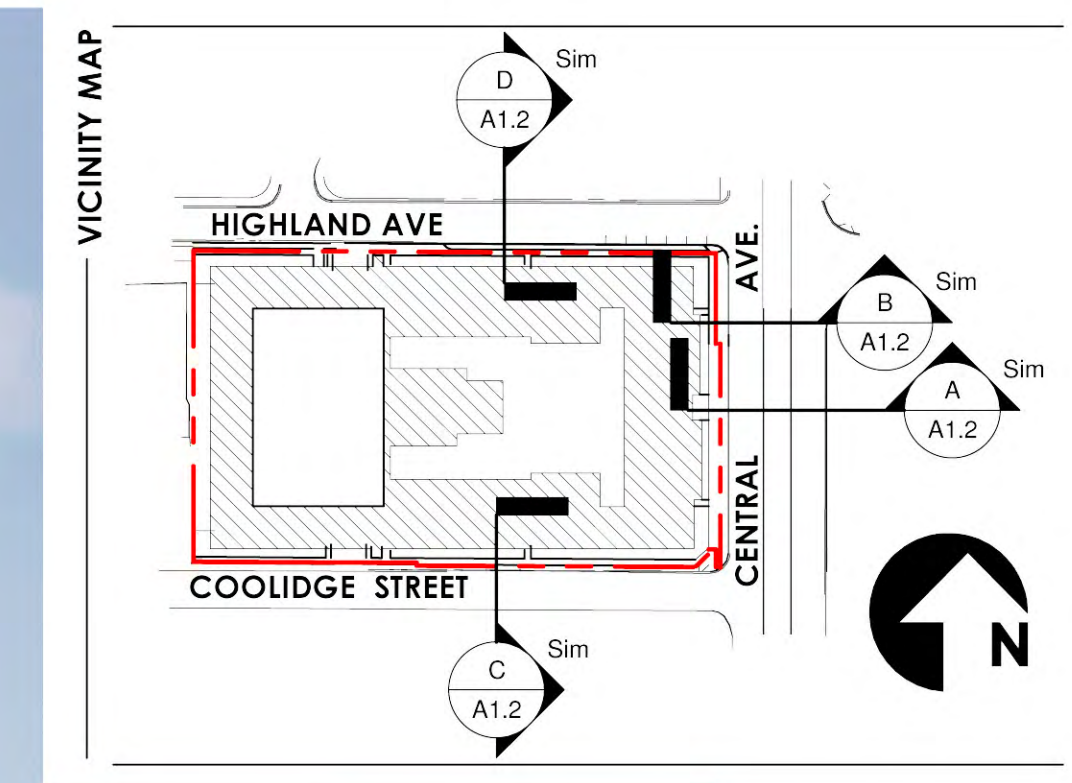 VICINITY MAP
D
A1.2
Sim
HIGHLAND AVE
CENTRAL AVE.
B
A1.2
Sim
A
A1.2
Sim
COOLIDGE STREET
C
A1.2
Sim
N